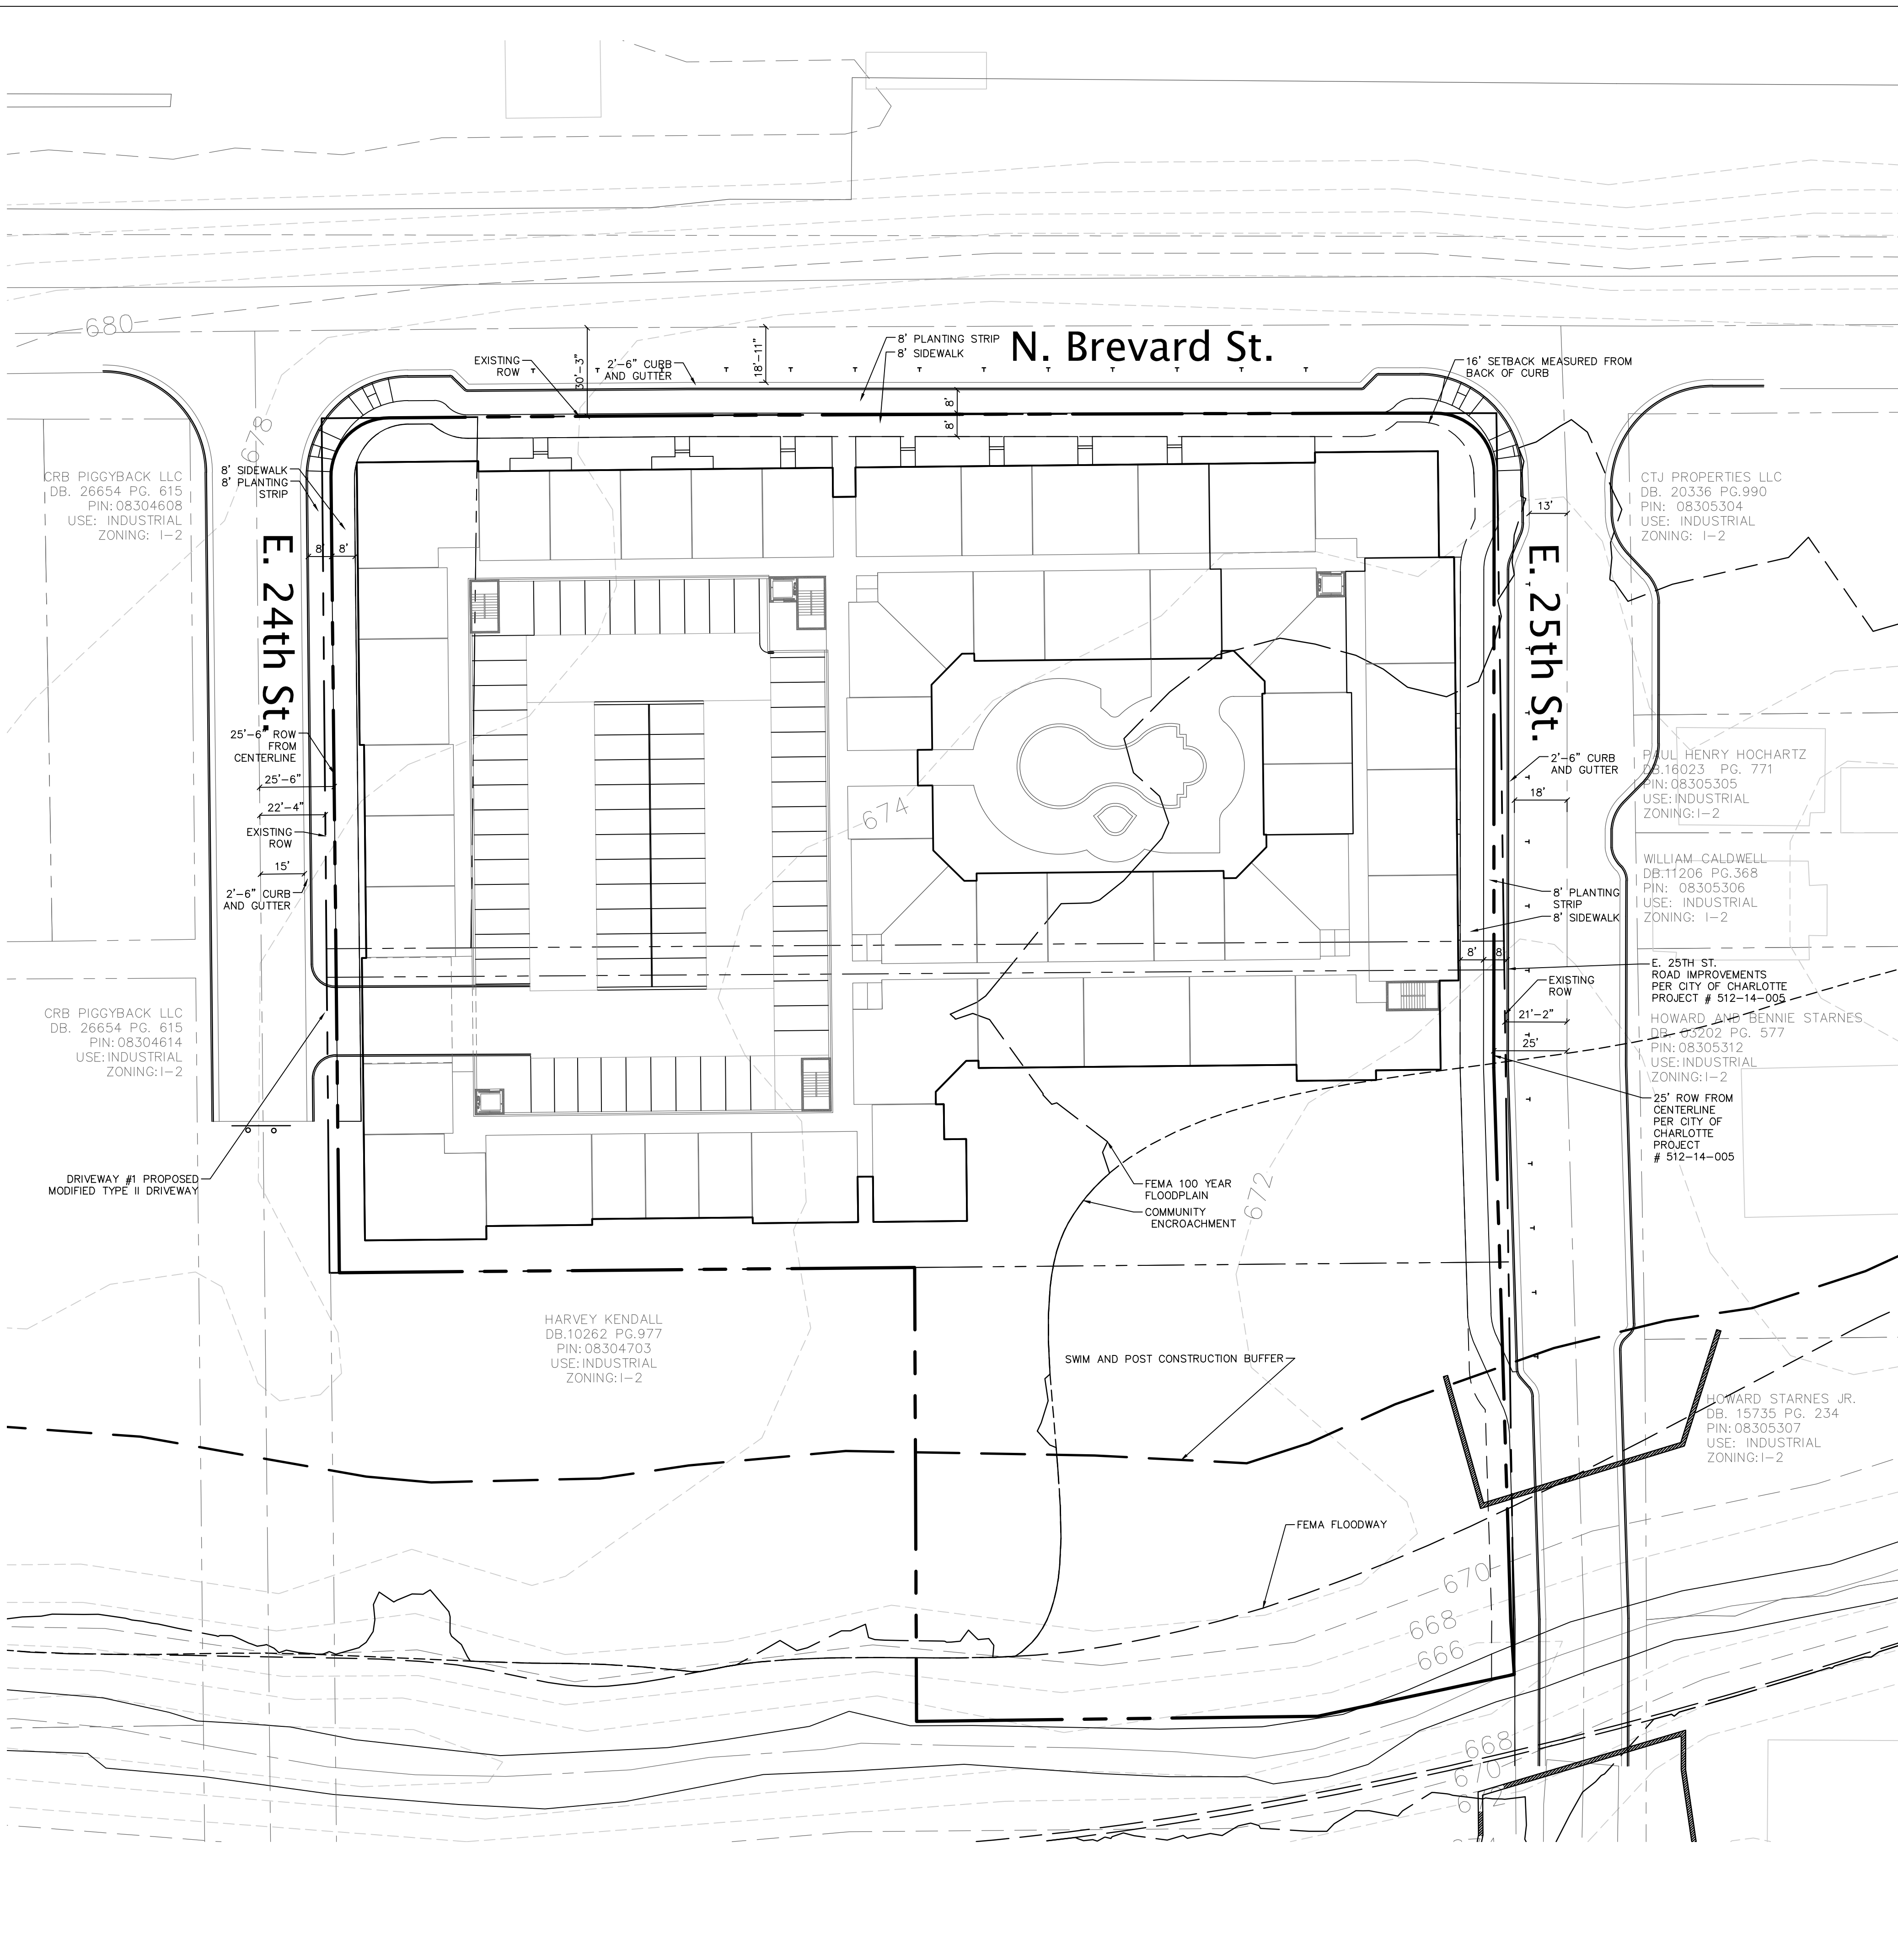 680
N. Brevard St.
30'-3"
18'-11"
8' PLANTING STRIP
8' SIDEWALK
EXISTING
ROW
2'-6" CURB
AND GUTTER
16' SETBACK MEASURED FROM
BACK OF CURB
8'
8'
678
CRB PIGGYBACK LLC
DB. 26654 PG. 615
PIN: 08304608
USE: INDUSTRIAL
ZONING: I-2
8' SIDEWALK
8' PLANTING
STRIP
8'
8'
E. 24th St.
CTJ PROPERTIES LLC
DB. 20336 PG.990
PIN: 08305304
USE: INDUSTRIAL
ZONING: I-2
13'
E. 25th St.
25'-6" ROW
FROM
CENTERLINE
25'-6"
22'-4"
EXISTING
ROW
15'
2'-6" CURB
AND GUTTER
674
2'-6" CURB
AND GUTTER
18'
PAUL HENRY HOCHARTZ
DB.16023 PG. 771
PIN: 08305305
USE: INDUSTRIAL
ZONING: I-2
WILLIAM CALDWELL
DB.11206 PG.368
PIN: 08305306
USE: INDUSTRIAL
ZONING: I-2
8' PLANTING
STRIP
8' SIDEWALK
8'
8'
E. 25TH ST.
ROAD IMPROVEMENTS
PER CITY OF CHARLOTTE
PROJECT # 512-14-005
EXISTING
ROW
21'-2"
25'
HOWARD AND BENNIE STARNES
DB. 03202 PG. 577
PIN: 08305312
USE: INDUSTRIAL
ZONING: I-2
25' ROW FROM
CENTERLINE
PER CITY OF
CHARLOTTE
PROJECT
# 512-14-005
CRB PIGGYBACK LLC
DB. 26654 PG. 615
PIN: 08304614
USE: INDUSTRIAL
ZONING: I-2
DRIVEWAY #1 PROPOSED
MODIFIED TYPE II DRIVEWAY
FEMA 100 YEAR
FLOODPLAIN
COMMUNITY
ENCROACHMENT
672
HARVEY KENDALL
DB.10262 PG.977
PIN: 08304703
USE: INDUSTRIAL
ZONING: I-2
SWIM AND POST CONSTRUCTION BUFFER
HOWARD STARNES JR.
DB. 15735 PG. 234
PIN: 08305307
USE: INDUSTRIAL
ZONING: I-2
FEMA FLOODWAY
670
668
666
668
670